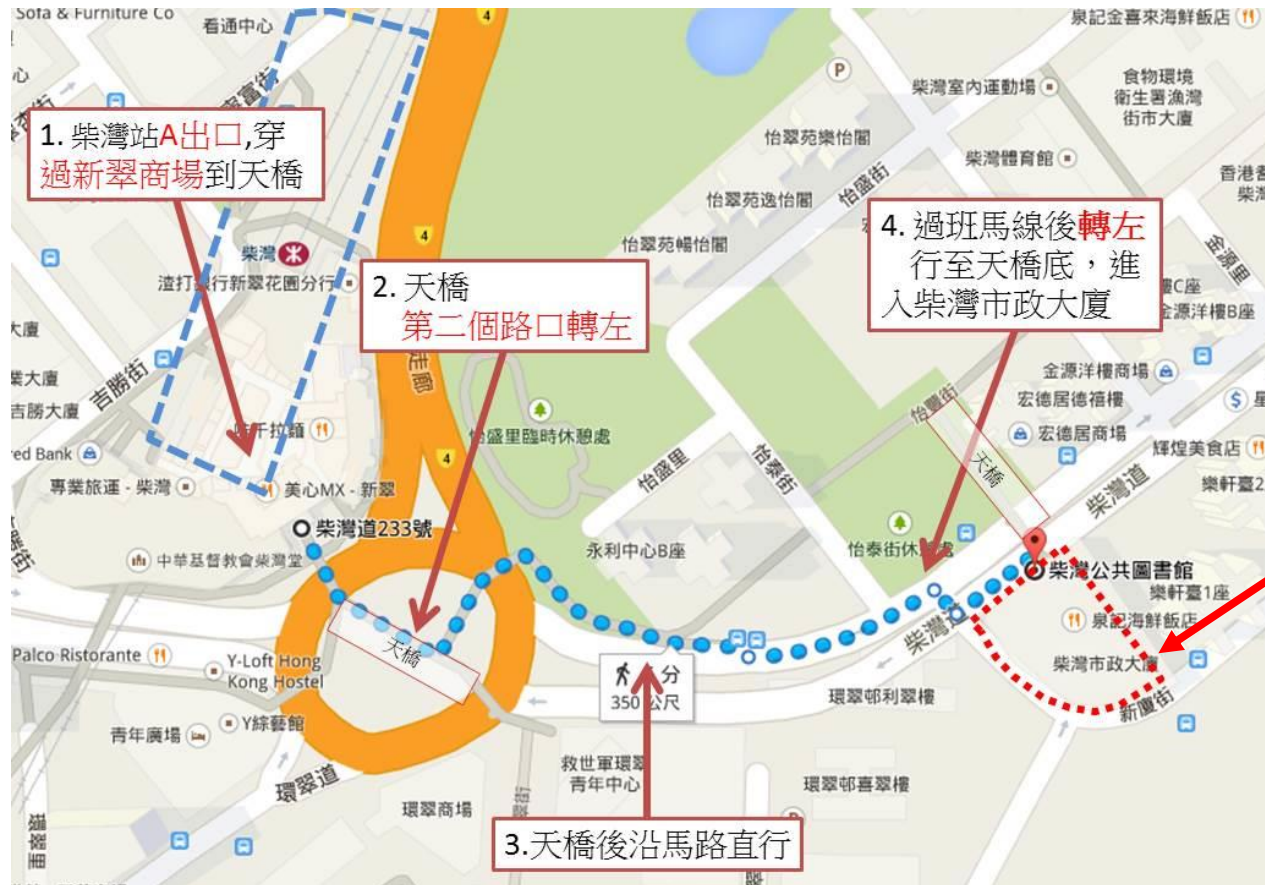 Sofa & Furniture Co
看通中心
4
泉記金喜來海鮮飯店
P
柴灣室內運動場
食物環境
衛生署漁灣
街市大廈
1. 柴灣站A出口,穿
過新翠商場到天橋
怡翠苑樂怡閣
柴灣體育館
怡盛街
怡翠苑逸怡閣
4
怡翠苑暢怡閣
4. 過班馬線後轉左
行至天橋底，進
入柴灣市政大廈
金源里
柴灣
渣打銀行新翠花園分行
2. 天橋
第二個路口轉左
金源洋樓B座
走廊
吉勝街
金源洋樓商場
宏德居德禧樓
吉勝大廈
怡豐街
怡盛里臨時休憩處
宏德居商場
天橋
輝煌美食店
4
專業旅運 - 柴灣
美心MX - 新翠
怡盛里
怡泰街
柴灣道
柴灣道233號
永利中心B座
中華基督教會柴灣堂
柴灣公共圖書館
樂軒臺1座
泉記海鮮飯店
柴灣道
天橋
Palco Ristorante
Y-Loft Hong
Kong Hostel
分
350 公尺
柴灣市政大廈
環翠邨利翠樓
新廈街
Y綜藝館
青年廣場
救世軍環翠
青年中心
環翠道
環翠邨喜翠樓
環翠商場
3.天橋後沿馬路直行